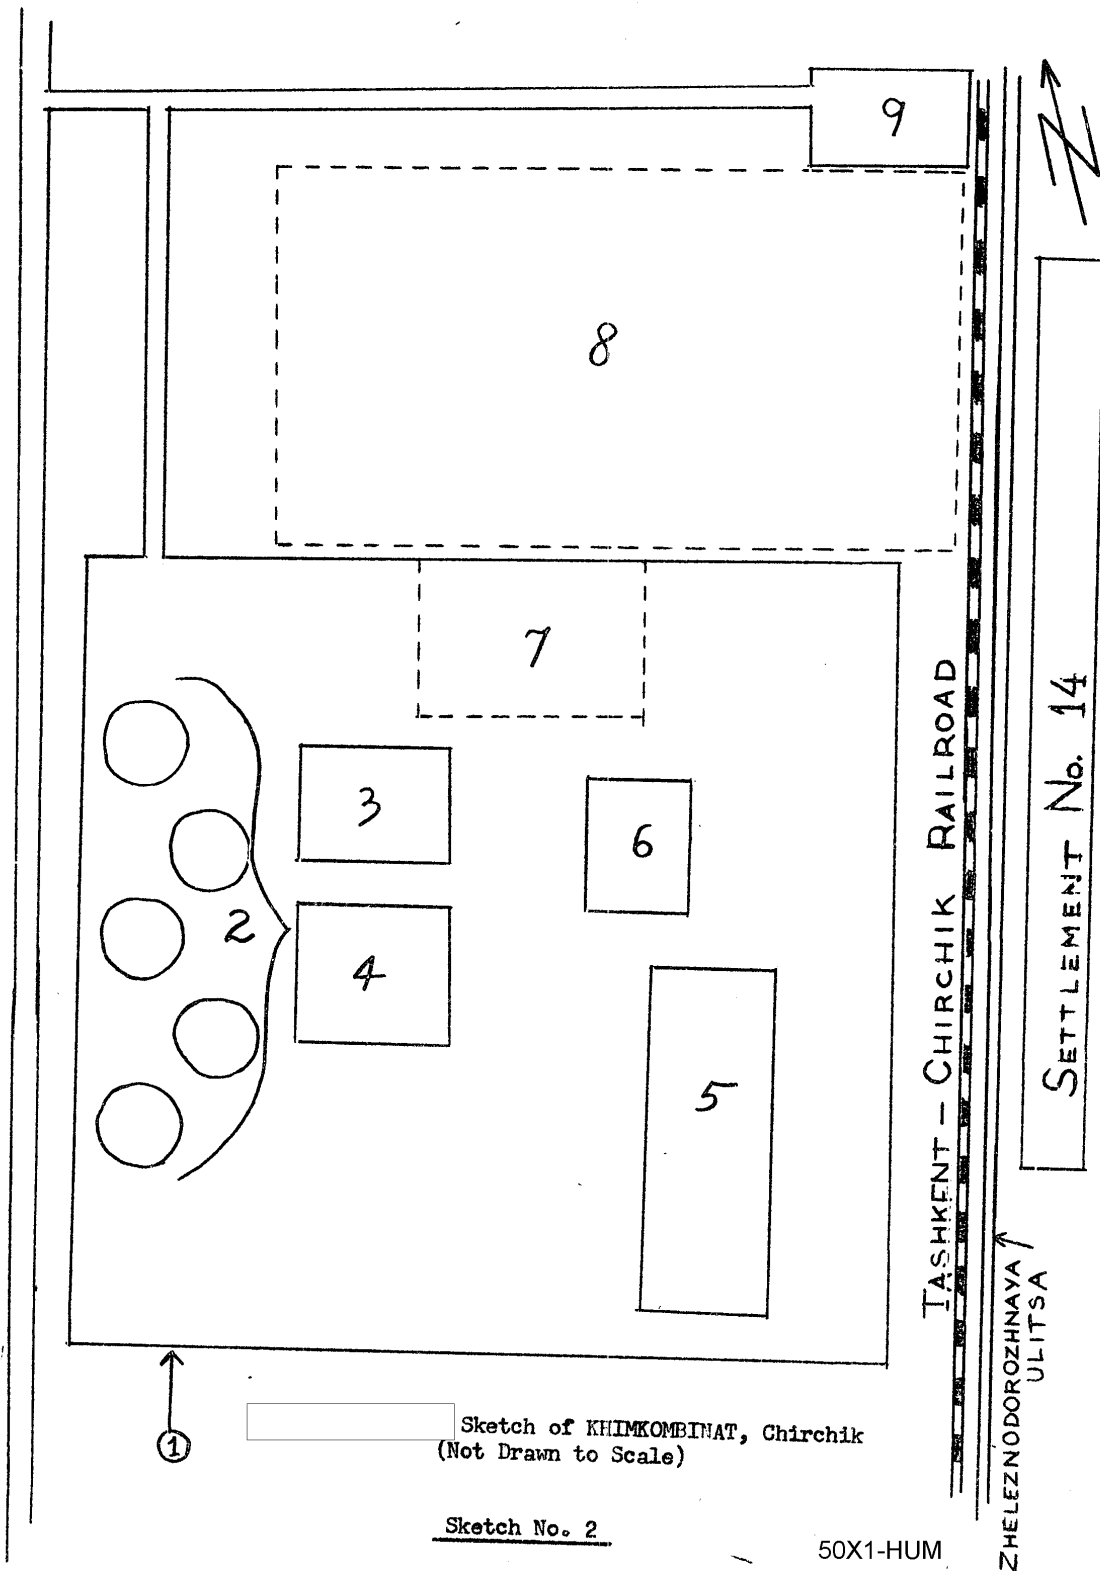 9
N
8
7
3
6
2
4
5
TASHKENT — CHIRCHIK RAILROAD
SETTLEMENT No. 14
ZHELEZNODOROZHNAYA
ULITSA
1
Sketch of KHIMKOMBINAT, Chirchik
(Not Drawn to Scale)
Sketch No. 2
50X1-HUM